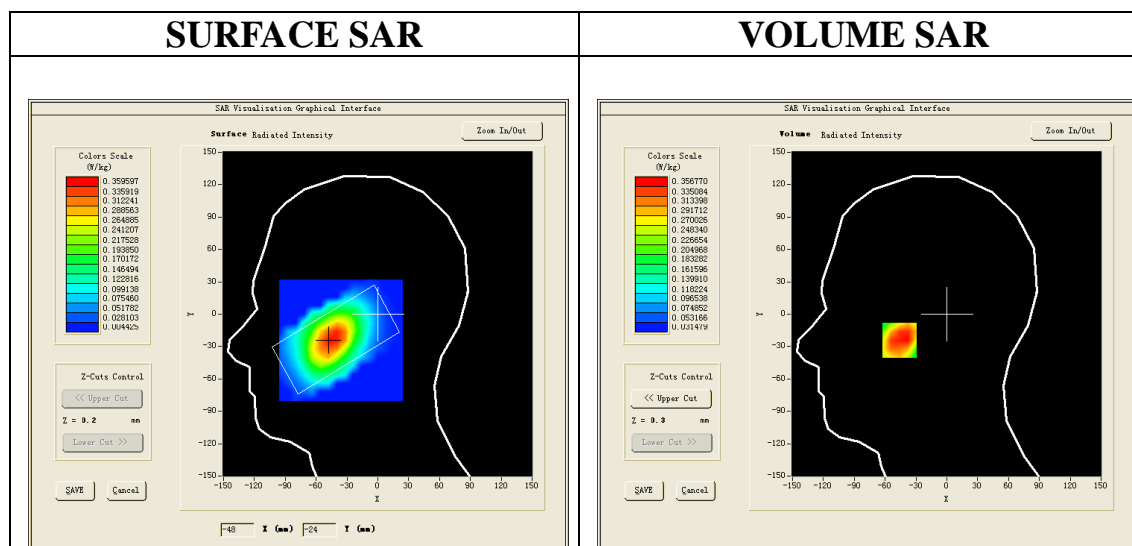 SURFACE SAR
SAR Visualisation Graphical Interface
Surface Radiated Intensity
Zoom In/Out
Colors Scale
(W/kg)
0.359597
0.335919
0.312241
0.288563
0.264885
0.241207
0.217528
0.193850
0.170172
0.146494
0.122816
0.099138
0.075460
0.051782
0.028103
0.004425
Z-Cuts Control
<< Upper Cut
Z = 0.2 mm
Lower Cut >>
SAVE Cancel
150
120
90
60
30
0
-30
-60
-90
-120
-150
Y
-150 -120 -90 -60 -30 0 30 60 90 120 150
X
-48 X (mm) -24 Y (mm)
VOLUME SAR
SAR Visualisation Graphical Interface
Volume Radiated Intensity
Zoom In/Out
Colors Scale
(W/kg)
0.356770
0.335084
0.313398
0.291712
0.270026
0.248340
0.226654
0.204968
0.183282
0.161596
0.139910
0.118224
0.096538
0.074852
0.053166
0.031479
Z-Cuts Control
<< Upper Cut
Z = 0.3 mm
Lower Cut >>
SAVE Cancel
150
120
90
60
30
0
-30
-60
-90
-120
-150
Y
-150 -120 -90 -60 -30 0 30 60 90 120 150
X